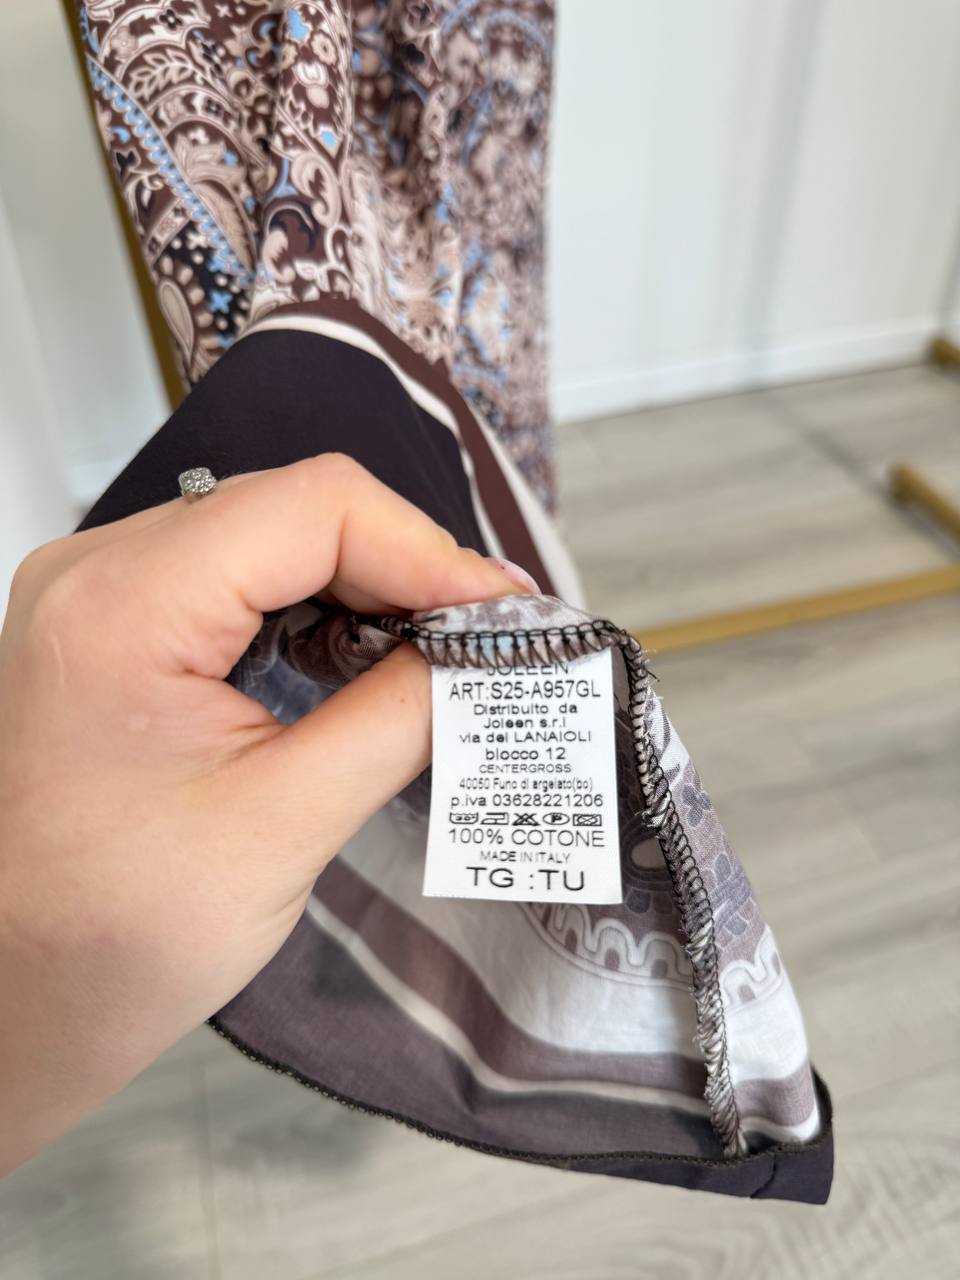 JOLEEN
ART:S25-A957GL
Distribuito da
Joleen s.r.l
via dei LANAIOLI
blocco 12
CENTERGROSS
40050 Funo di argelato(bo)
p.iva 03628221206
100% COTONE
MADE IN ITALY
TG :TU